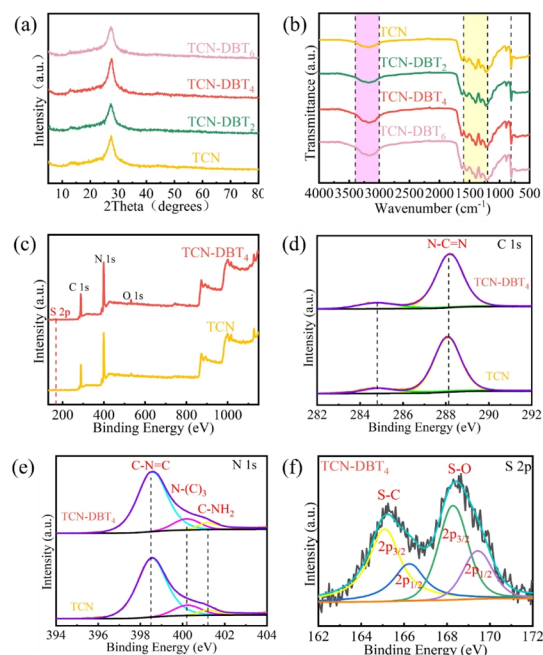 (a)
TCN-DBT6
TCN-DBT4
TCN-DBT2
TCN
Intensity (a.u.)
10 20 30 40 50 60 70 80
2Theta (degrees)
(b)
TCN
TCN-DBT2
TCN-DBT4
TCN-DBT6
Transmittance (a.u.)
4000 3500 3000 2500 2000 1500 1000 500
Wavenumber (cm-1)
(c)
N 1s
TCN-DBT4
C 1s
O 1s
S 2p
TCN
Intensity (a.u.)
200 400 600 800 1000
Binding Energy (eV)
(d)
C 1s
N-C=N
TCN-DBT4
TCN
Intensity (a.u.)
282 284 286 288 290 292
Binding Energy (eV)
(e)
N 1s
C-N=C
N-(C)3
C-NH2
TCN-DBT4
TCN
Intensity (a.u.)
394 396 398 400 402 404
Binding Energy (eV)
(f)
TCN-DBT4
S 2p
S-O
S-C
2p3/2
2p1/2
2p3/2
2p1/2
Intensity (a.u.)
162 164 166 168 170 172
Binding Energy (eV)